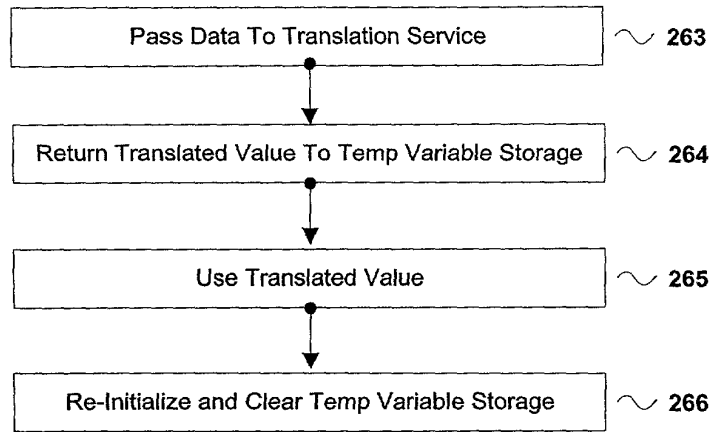 Pass Data To Translation Service 263
Return Translated Value To Temp Variable Storage 264
Use Translated Value 265
Re-Initialize and Clear Temp Variable Storage 266